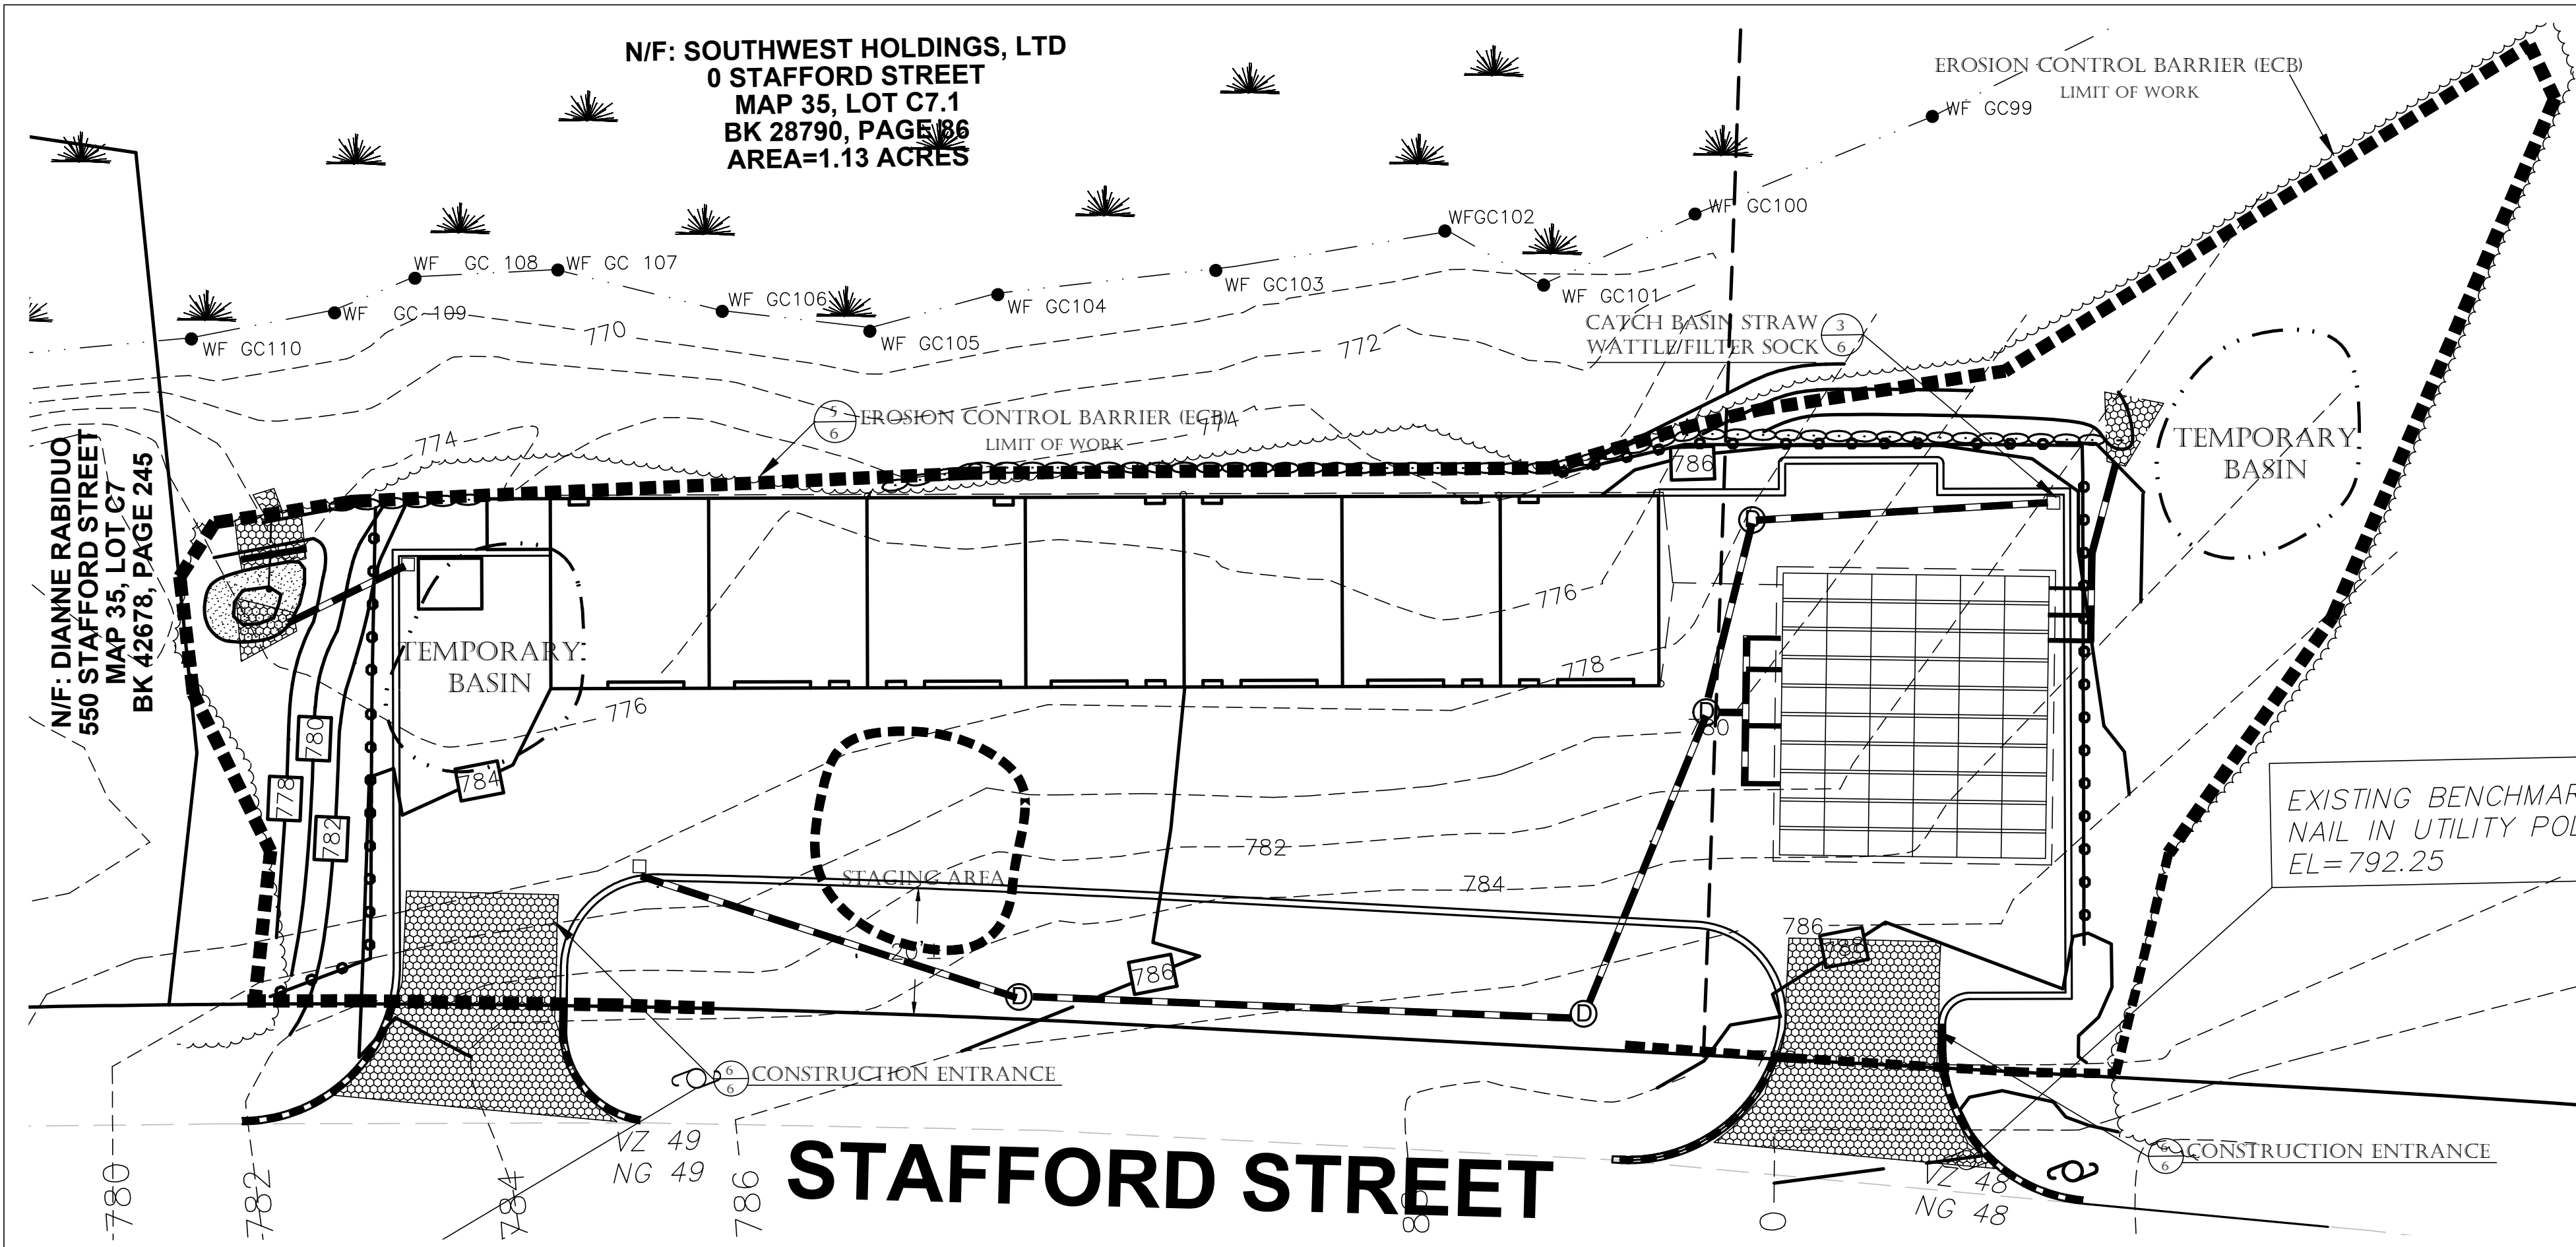 N/F: SOUTHWEST HOLDINGS, LTD
0 STAFFORD STREET
MAP 35, LOT C7.1
BK 28790, PAGE 86
AREA=1.13 ACRES
EROSION CONTROL BARRIER (ECB)
LIMIT OF WORK
WF GC99
WF GC100
WFGC102
WF GC101
WF GC103
WF GC104
WF GC105
WF GC106
WF GC 107
WF GC 108
WF GC 109
WF GC110
770
772
774
774
CATCH BASIN STRAW
WATTLE/FILTER SOCK
3
6
5
6
EROSION CONTROL BARRIER (ECB)
LIMIT OF WORK
N/F: DIANNE RABIDUO
550 STAFFORD STREET
MAP 35, LOT C7
BK 42678, PAGE 245
786
TEMPORARY
BASIN
D
776
TEMPORARY
BASIN
778
776
D
80
780
778
782
784
782
784
STAGING AREA
EXISTING BENCHMAR
NAIL IN UTILITY POL
EL=792.25
786
788
786
D
D
6
6
CONSTRUCTION ENTRANCE
VZ 49
NG 49
STAFFORD STREET
780
782
784
786
0
VZ 48
NG 48
6
6
CONSTRUCTION ENTRANCE